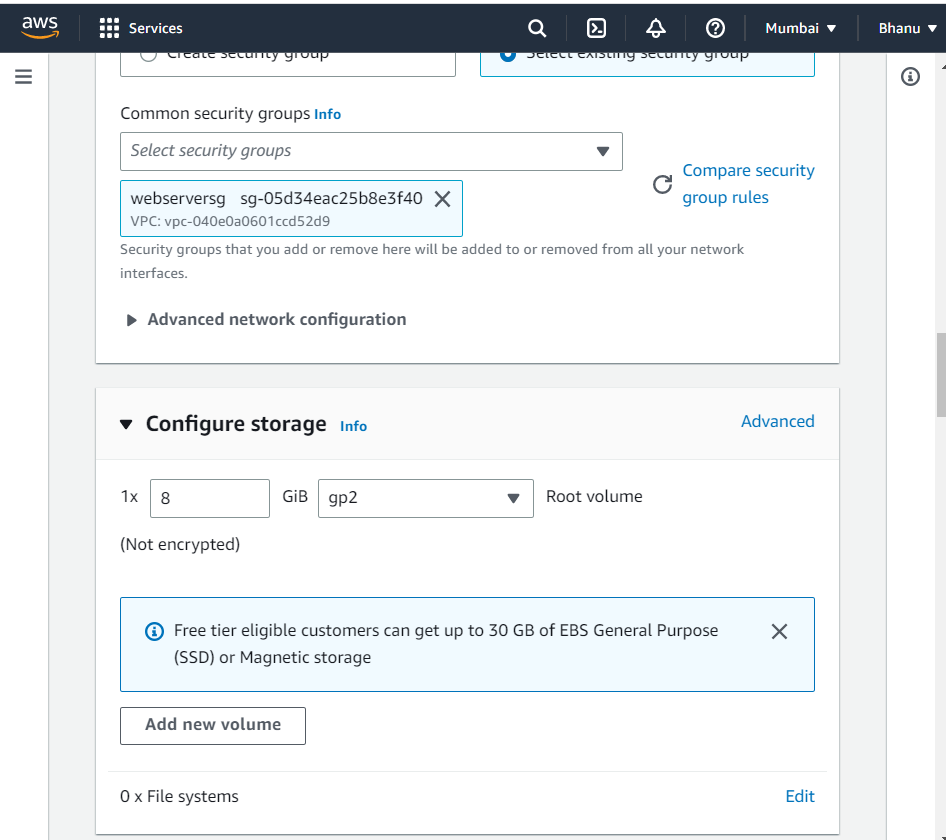 aws
Services
Mumbai
Bhanu
Create security group
Select existing security group
Common security groups Info
Select security groups
webserversg sg-05d34eac25b8e3f40
VPC: vpc-040e0a0601ccd52d9
Compare security
group rules
Security groups that you add or remove here will be added to or removed from all your network
interfaces.
Advanced network configuration
Configure storage Info
Advanced
1x 8 GiB gp2 Root volume
(Not encrypted)
Free tier eligible customers can get up to 30 GB of EBS General Purpose
(SSD) or Magnetic storage
Add new volume
0 x File systems
Edit